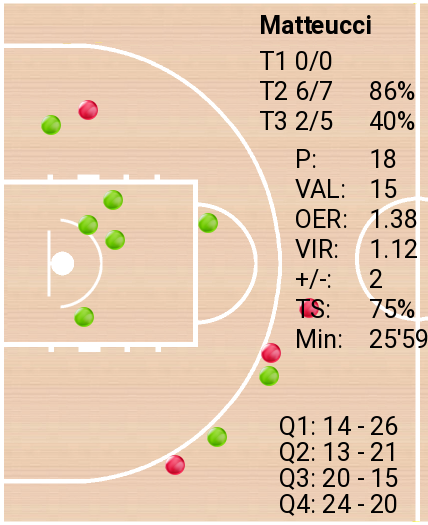 Matteucci
T1 0/0
T2 6/7 86%
T3 2/5 40%
P: 18
VAL: 15
OER: 1.38
VIR: 1.12
+/-: 2
TS: 75%
Min: 25'59
Q1: 14 - 26
Q2: 13 - 21
Q3: 20 - 15
Q4: 24 - 20